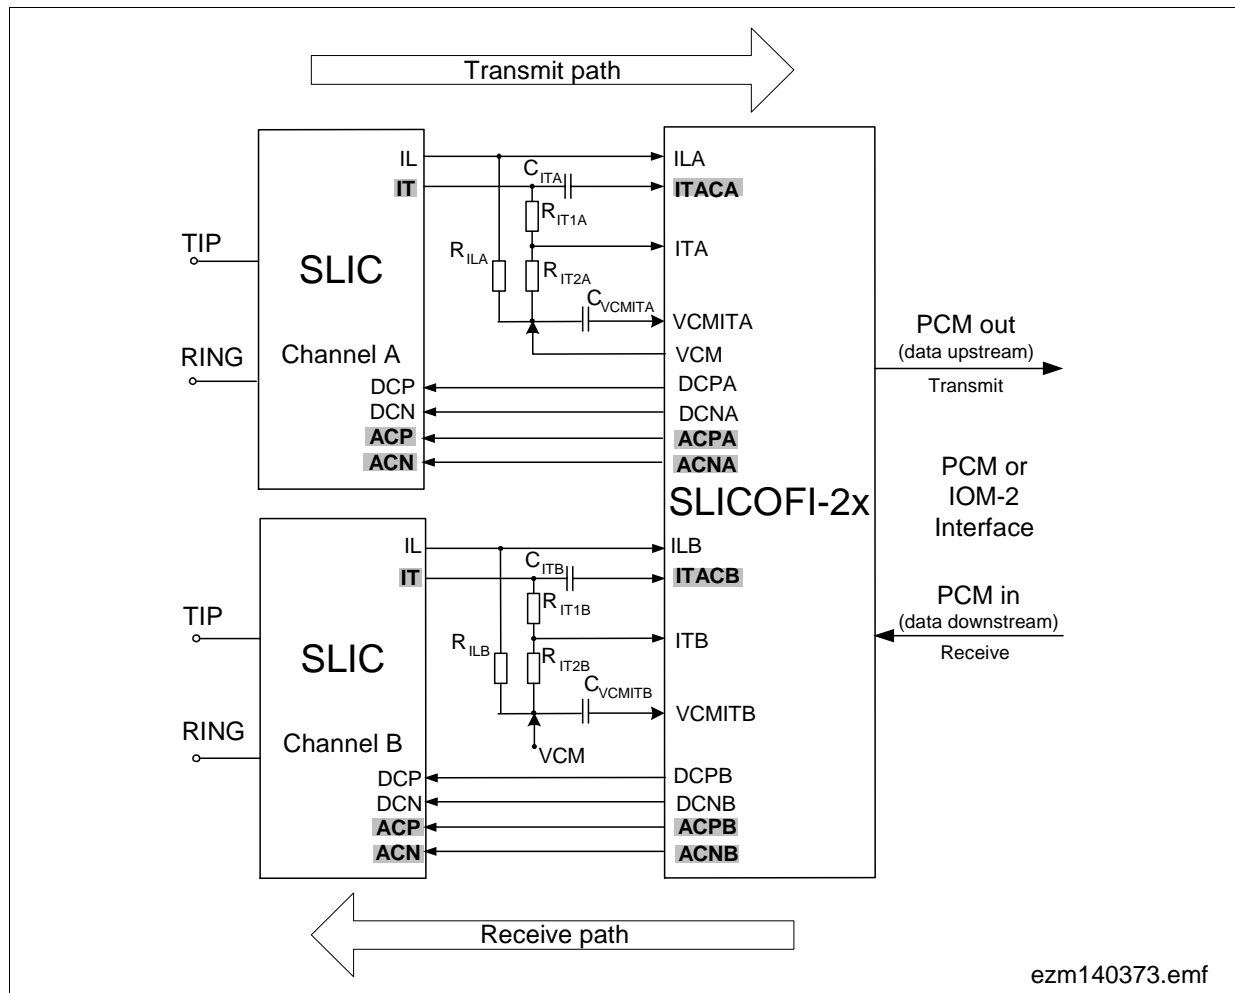 Transmit path
IL
IT
TIP
SLIC
RING
Channel A
DCP
DCN
ACP
ACN
CITA
RIT1A
RILA
RIT2A
CVCMITA
ILA
ITACA
ITA
VCMITA
VCM
DCPA
DCNA
ACPA
ACNA
SLICOFI-2x
PCM out
(data upstream)
Transmit
PCM or
IOM-2
Interface
PCM in
(data downstream)
Receive
IL
IT
TIP
SLIC
RING
Channel B
DCP
DCN
ACP
ACN
CITB
RIT1B
RILB
RIT2B
CVCMITB
VCM
ILB
ITACB
ITB
VCMITB
DCPB
DCNB
ACPB
ACNB
Receive path
ezm140373.emf